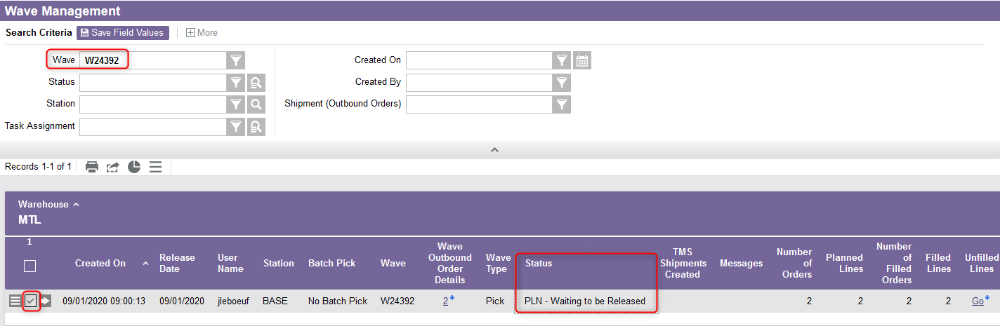 Wave Management
Search Criteria Save Field Values More
Wave W24392 Created On
Status Created By
Station Shipment (Outbound Orders)
Task Assignment
Records 1-1 of 1
Warehouse
MTL
1
Created On Release Date User Name Station Batch Pick Wave Wave Outbound Order Details Wave Type Status TMS Shipments Created Messages Number of Orders Planned Lines Number of Filled Orders Filled Lines Unfilled Lines
09/01/2020 09:00:13 09/01/2020 jleboeuf BASE No Batch Pick W24392 2+ Pick PLN - Waiting to be Released 2 2 2 2 Go+